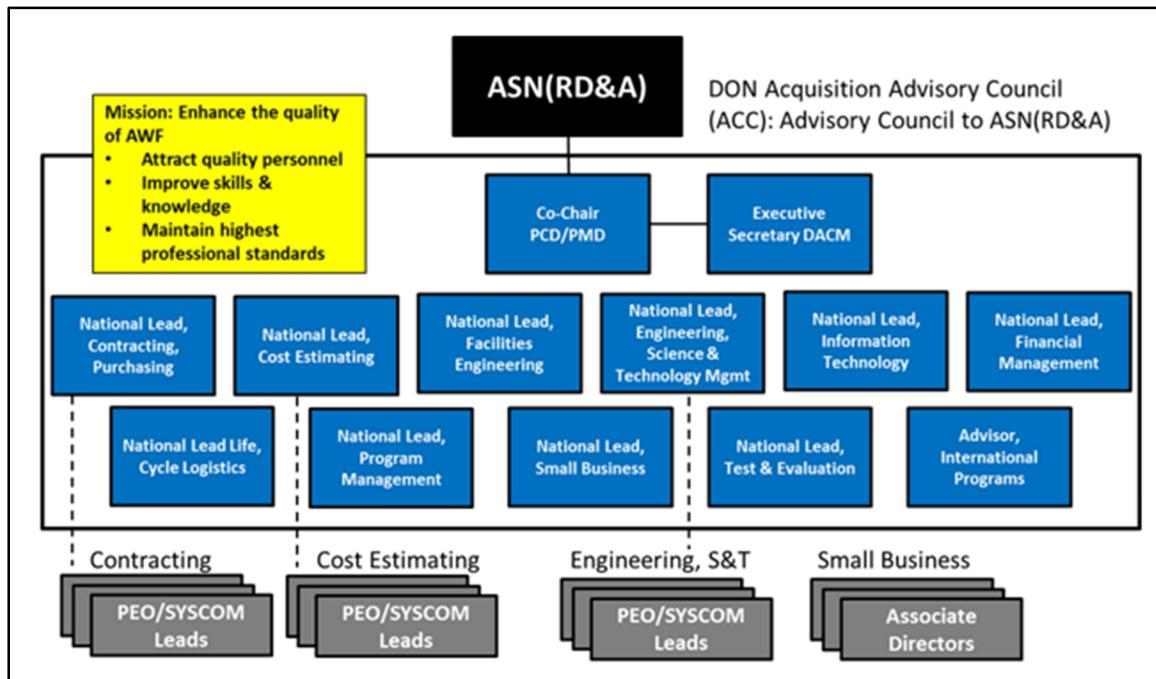 ASN(RD&A)
DON Acquisition Advisory Council
(ACC): Advisory Council to ASN(RD&A)
Mission: Enhance the quality
of AWF
• Attract quality personnel
• Improve skills &
knowledge
• Maintain highest
professional standards
Co-Chair
PCD/PMD
Executive
Secretary DACM
National Lead,
Contracting,
Purchasing
National Lead,
Cost Estimating
National Lead,
Facilities
Engineering
National Lead,
Engineering,
Science &
Technology Mgmt
National Lead,
Information
Technology
National Lead,
Financial
Management
National Lead Life,
Cycle Logistics
National Lead,
Program
Management
National Lead,
Small Business
National Lead,
Test & Evaluation
Advisor,
International
Programs
Contracting
PEO/SYSCOM
Leads
Cost Estimating
PEO/SYSCOM
Leads
Engineering, S&T
PEO/SYSCOM
Leads
Small Business
Associate
Directors